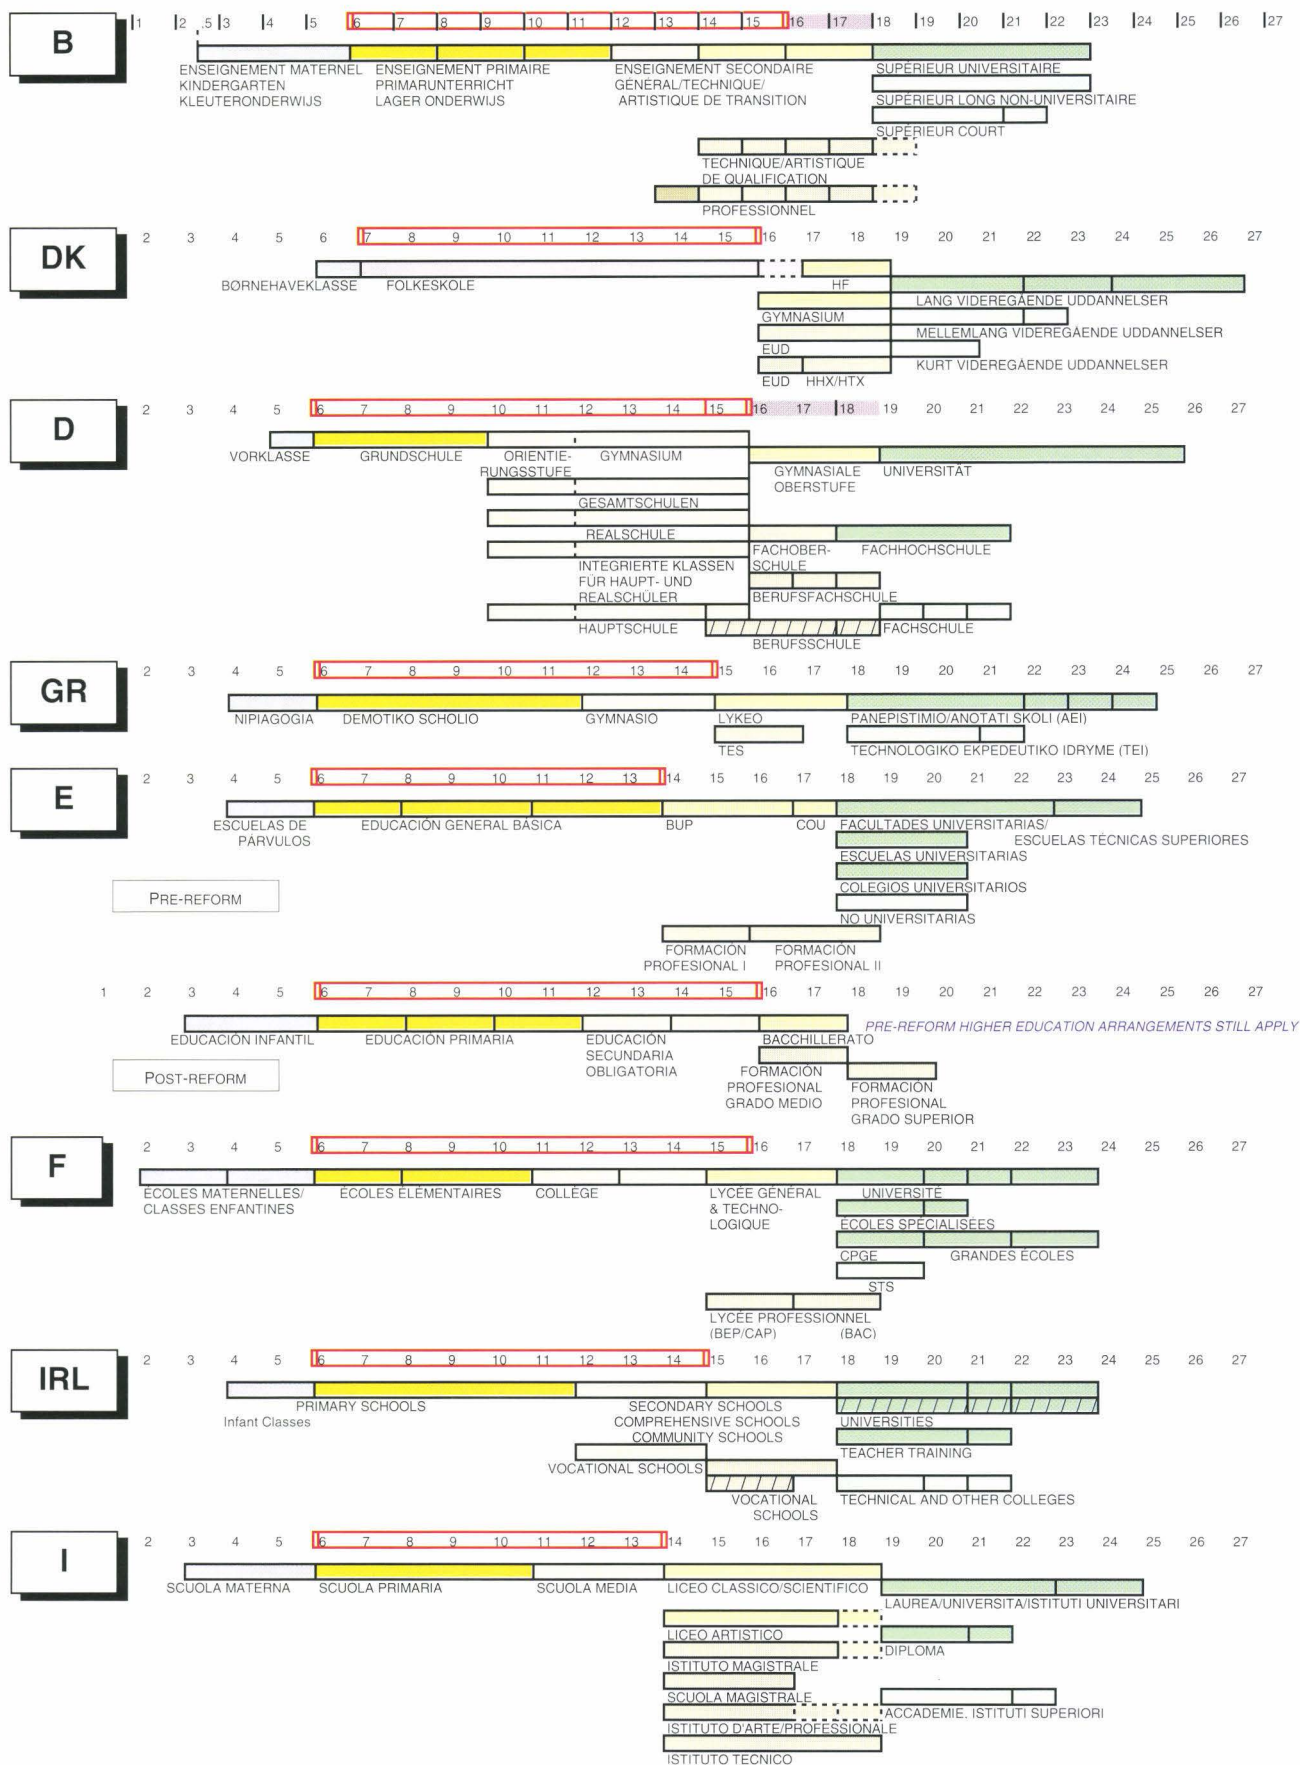 B
1 2 .5 3 4 5 6 7 8 9 10 11 12 13 14 15 16 17 18 19 20 21 22 23 24 25 26 27
ENSEIGNEMENT MATERNEL
KINDERGARTEN
KLEUTERONDERWIJS
ENSEIGNEMENT PRIMAIRE
PRIMARUNTERRICHT
LAGER ONDERWIJS
ENSEIGNEMENT SECONDAIRE
GÉNÉRAL/TECHNIQUE/
ARTISTIQUE DE TRANSITION
SUPÉRIEUR UNIVERSITAIRE
SUPÉRIEUR LONG NON-UNIVERSITAIRE
SUPÉRIEUR COURT
TECHNIQUE/ARTISTIQUE
DE QUALIFICATION
PROFESSIONNEL
DK
2 3 4 5 6 7 8 9 10 11 12 13 14 15 16 17 18 19 20 21 22 23 24 25 26 27
BØRNEHAVEKLASSE
FOLKESKOLE
HF
LANG VIDEREGÅENDE UDDANNELSER
GYMNASIUM
MELLEMLANG VIDEREGÅENDE UDDANNELSER
EUD
KURT VIDEREGÅENDE UDDANNELSER
EUD HHX/HTX
D
2 3 4 5 6 7 8 9 10 11 12 13 14 15 16 17 18 19 20 21 22 23 24 25 26 27
VORKLASSE
GRUNDSCHULE
ORIENTIE-
RUNGSSTUFE
GYMNASIUM
GYMNASIALE
OBERSTUFE
UNIVERSITÄT
GESAMTSCHULEN
REALSCHULE
FACHOBER-
SCHULE
FACHHOCHSCHULE
INTEGRIERTE KLASSEN
FÜR HAUPT- UND
REALSCHÜLER
BERUFSFACHSCHULE
HAUPTSCHULE
FACHSCHULE
BERUFSSCHULE
GR
2 3 4 5 6 7 8 9 10 11 12 13 14 15 16 17 18 19 20 21 22 23 24 25 26 27
NIPIAGOGIA
DEMOTIKO SCHOLIO
GYMNASIO
LYKEO
PANEPISTIMIO/ANOTATI SKOLI (AEI)
TES
TECHNOLOGIKO EKPEDEUTIKO IDRYME (TEI)
E
2 3 4 5 6 7 8 9 10 11 12 13 14 15 16 17 18 19 20 21 22 23 24 25 26 27
ESCUELAS DE
PÁRVULOS
EDUCACIÓN GENERAL BÁSICA
BUP
COU
FACULTADES UNIVERSITARIAS/
ESCUELAS TÉCNICAS SUPERIORES
ESCUELAS UNIVERSITARIAS
COLEGIOS UNIVERSITARIOS
PRE-REFORM
NO UNIVERSITARIAS
FORMACIÓN
PROFESIONAL I
FORMACIÓN
PROFESIONAL II
1 2 3 4 5 6 7 8 9 10 11 12 13 14 15 16 17 18 19 20 21 22 23 24 25 26 27
EDUCACIÓN INFANTIL
EDUCACIÓN PRIMARIA
EDUCACIÓN
SECUNDARIA
OBLIGATORIA
BACCHILLERATO
PRE-REFORM HIGHER EDUCATION ARRANGEMENTS STILL APPLY
POST-REFORM
FORMACIÓN
PROFESIONAL
GRADO MEDIO
FORMACIÓN
PROFESIONAL
GRADO SUPERIOR
F
2 3 4 5 6 7 8 9 10 11 12 13 14 15 16 17 18 19 20 21 22 23 24 25 26 27
ÉCOLES MATERNELLES/
CLASSES ENFANTINES
ÉCOLES ÉLÉMENTAIRES
COLLÈGE
LYCÉE GÉNÉRAL
& TECHNO-
LOGIQUE
UNIVERSITÉ
ÉCOLES SPÉCIALISÉES
CPGE
GRANDES ÉCOLES
STS
LYCÉE PROFESSIONNEL
(BEP/CAP) (BAC)
IRL
2 3 4 5 6 7 8 9 10 11 12 13 14 15 16 17 18 19 20 21 22 23 24 25 26 27
Infant Classes
PRIMARY SCHOOLS
SECONDARY SCHOOLS
COMPREHENSIVE SCHOOLS
COMMUNITY SCHOOLS
UNIVERSITIES
TEACHER TRAINING
VOCATIONAL SCHOOLS
VOCATIONAL
SCHOOLS
TECHNICAL AND OTHER COLLEGES
I
2 3 4 5 6 7 8 9 10 11 12 13 14 15 16 17 18 19 20 21 22 23 24 25 26 27
SCUOLA MATERNA
SCUOLA PRIMARIA
SCUOLA MEDIA
LICEO CLASSICO/SCIENTIFICO
LAUREA/UNIVERSITA/ISTITUTI UNIVERSITARI
LICEO ARTISTICO
DIPLOMA
ISTITUTO MAGISTRALE
SCUOLA MAGISTRALE
ACCADEMIE. ISTITUTI SUPERIORI
ISTITUTO D'ARTE/PROFESSIONALE
ISTITUTO TECNICO